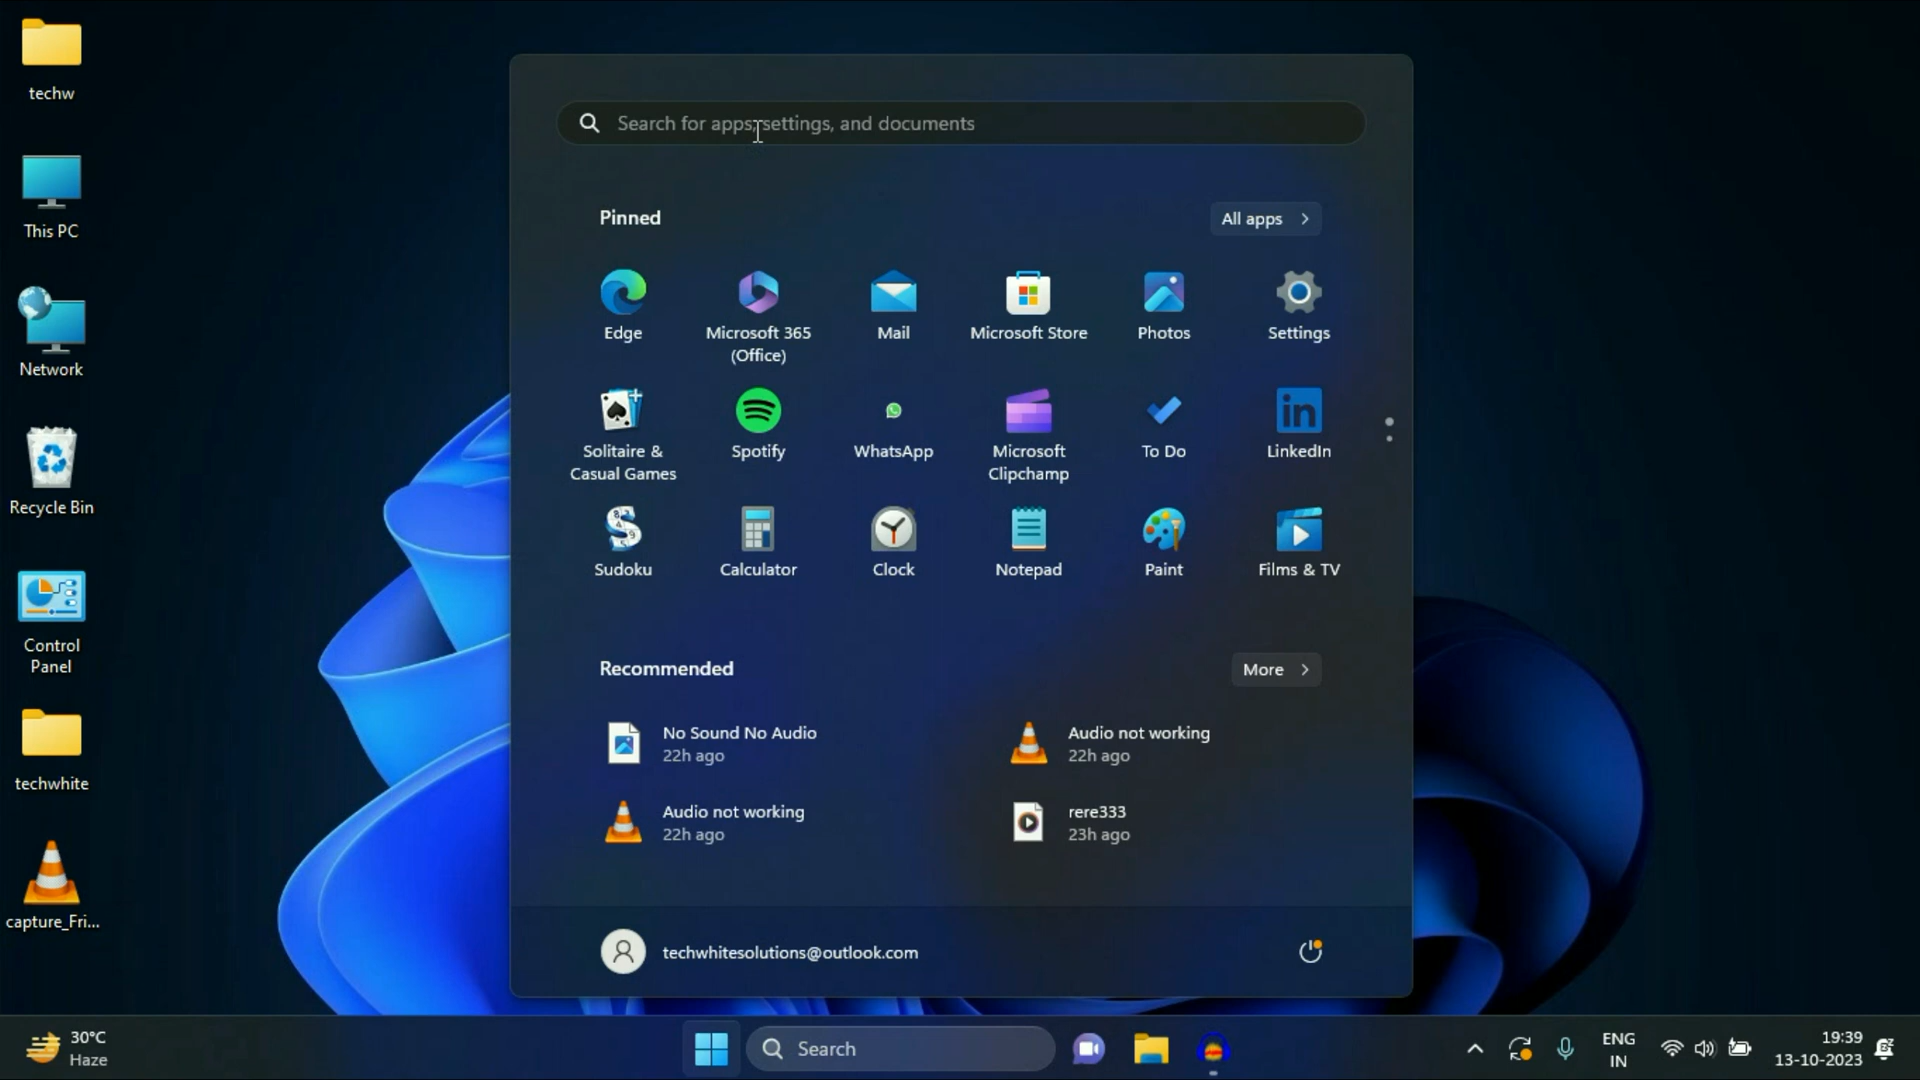 techw
This PC
Network
Recycle Bin
Control
Panel
techwhite
capture_Fri...
Search for apps, settings, and documents
Pinned
All apps
Edge
Microsoft 365
(Office)
Mail
Microsoft Store
Photos
Settings
Solitaire &
Casual Games
Spotify
WhatsApp
Microsoft
Clipchamp
To Do
LinkedIn
Sudoku
Calculator
Clock
Notepad
Paint
Films & TV
Recommended
More
No Sound No Audio
22h ago
Audio not working
22h ago
Audio not working
22h ago
rere333
23h ago
techwhitesolutions@outlook.com
30°C
Haze
Search
ENG
IN
19:39
13-10-2023